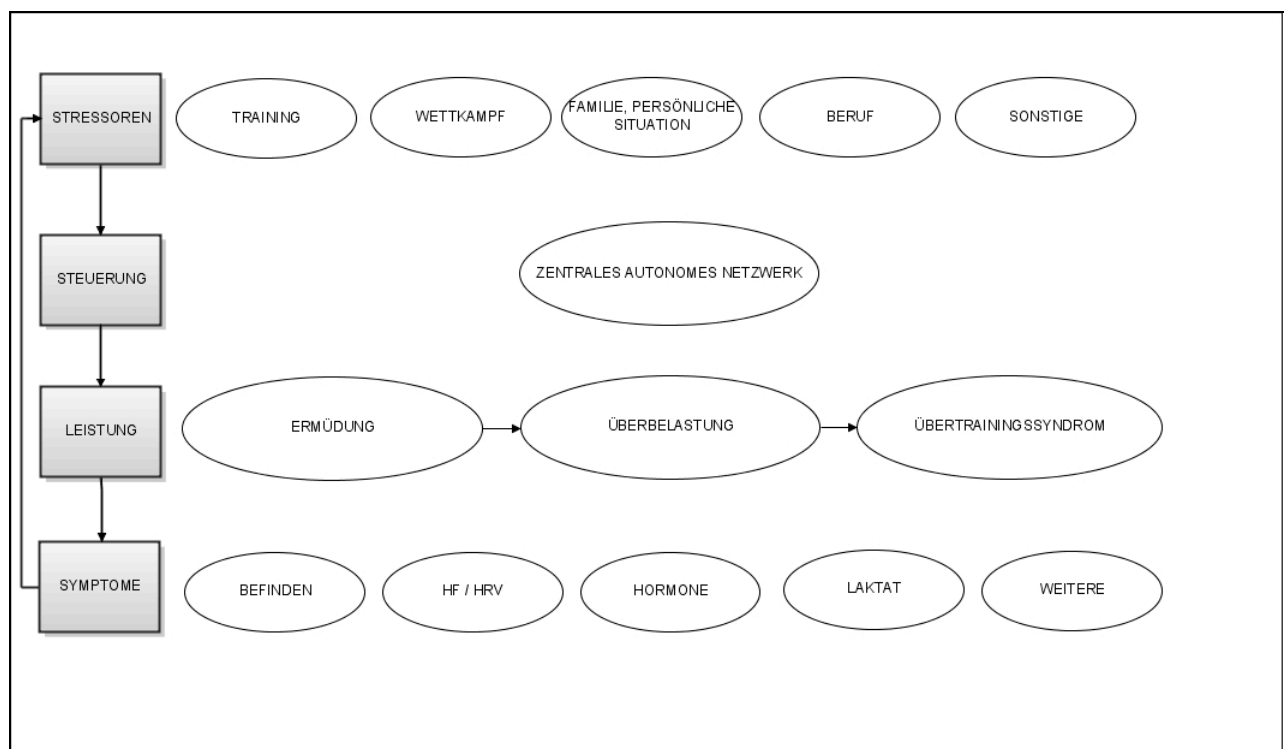 STRESSOREN
TRAINING
WETTKAMPF
FAMILIE, PERSÖNLICHE
SITUATION
BERUF
SONSTIGE
STEUERUNG
ZENTRALES AUTONOMES NETZWERK
LEISTUNG
ERMÜDUNG
ÜBERBELASTUNG
ÜBERTRAININGSSYNDROM
SYMPTOME
BEFINDEN
HF / HRV
HORMONE
LAKTAT
WEITERE